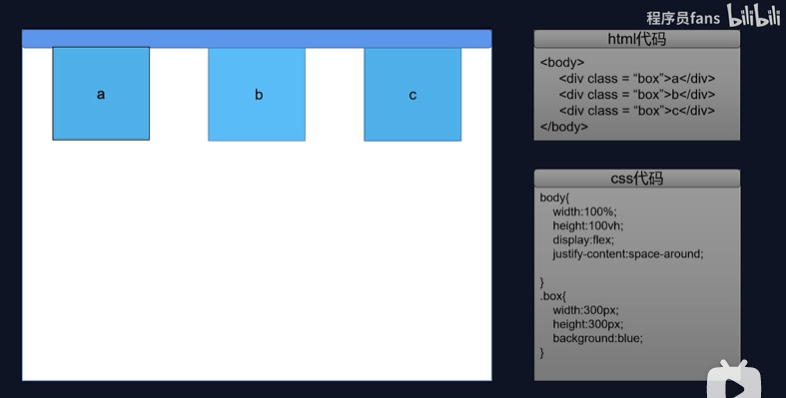 程序员fans bilibili
a
b
c
html代码
<body>
<div class = “box”>a</div>
<div class = “box”>b</div>
<div class = “box”>c</div>
</body>
css代码
body{
width:100%;
height:100vh;
display:flex;
justify-content:space-around;
}
.box{
width:300px;
height:300px;
background:blue;
}